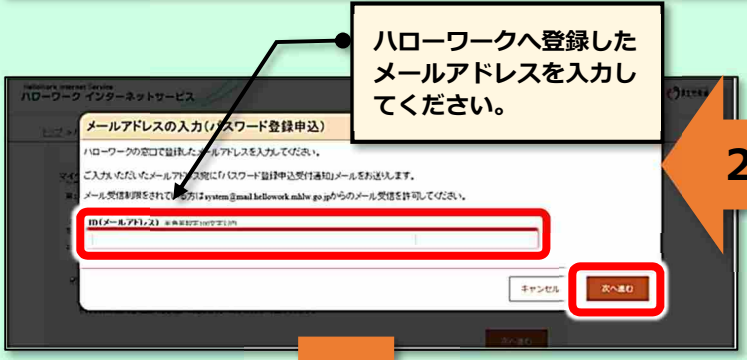 ハローワークへ登録した
メールアドレスを入力し
てください。
Hellowork Internet Service
ハローワーク インターネットサービス
メールアドレスの入力(パスワード登録申込)
ハローワークの窓口で登録したメールアドレスを入力してください。
ご入力いただいたメールアドレス宛に「パスワード登録申込受付通知」メールをお送りします。
メール受信制限をされている方はsystem@mail.hellowork.mhlw.go.jpからのメール受信を許可してください。
ID(メールアドレス)
キャンセル
次へ進む
次へ進む
2